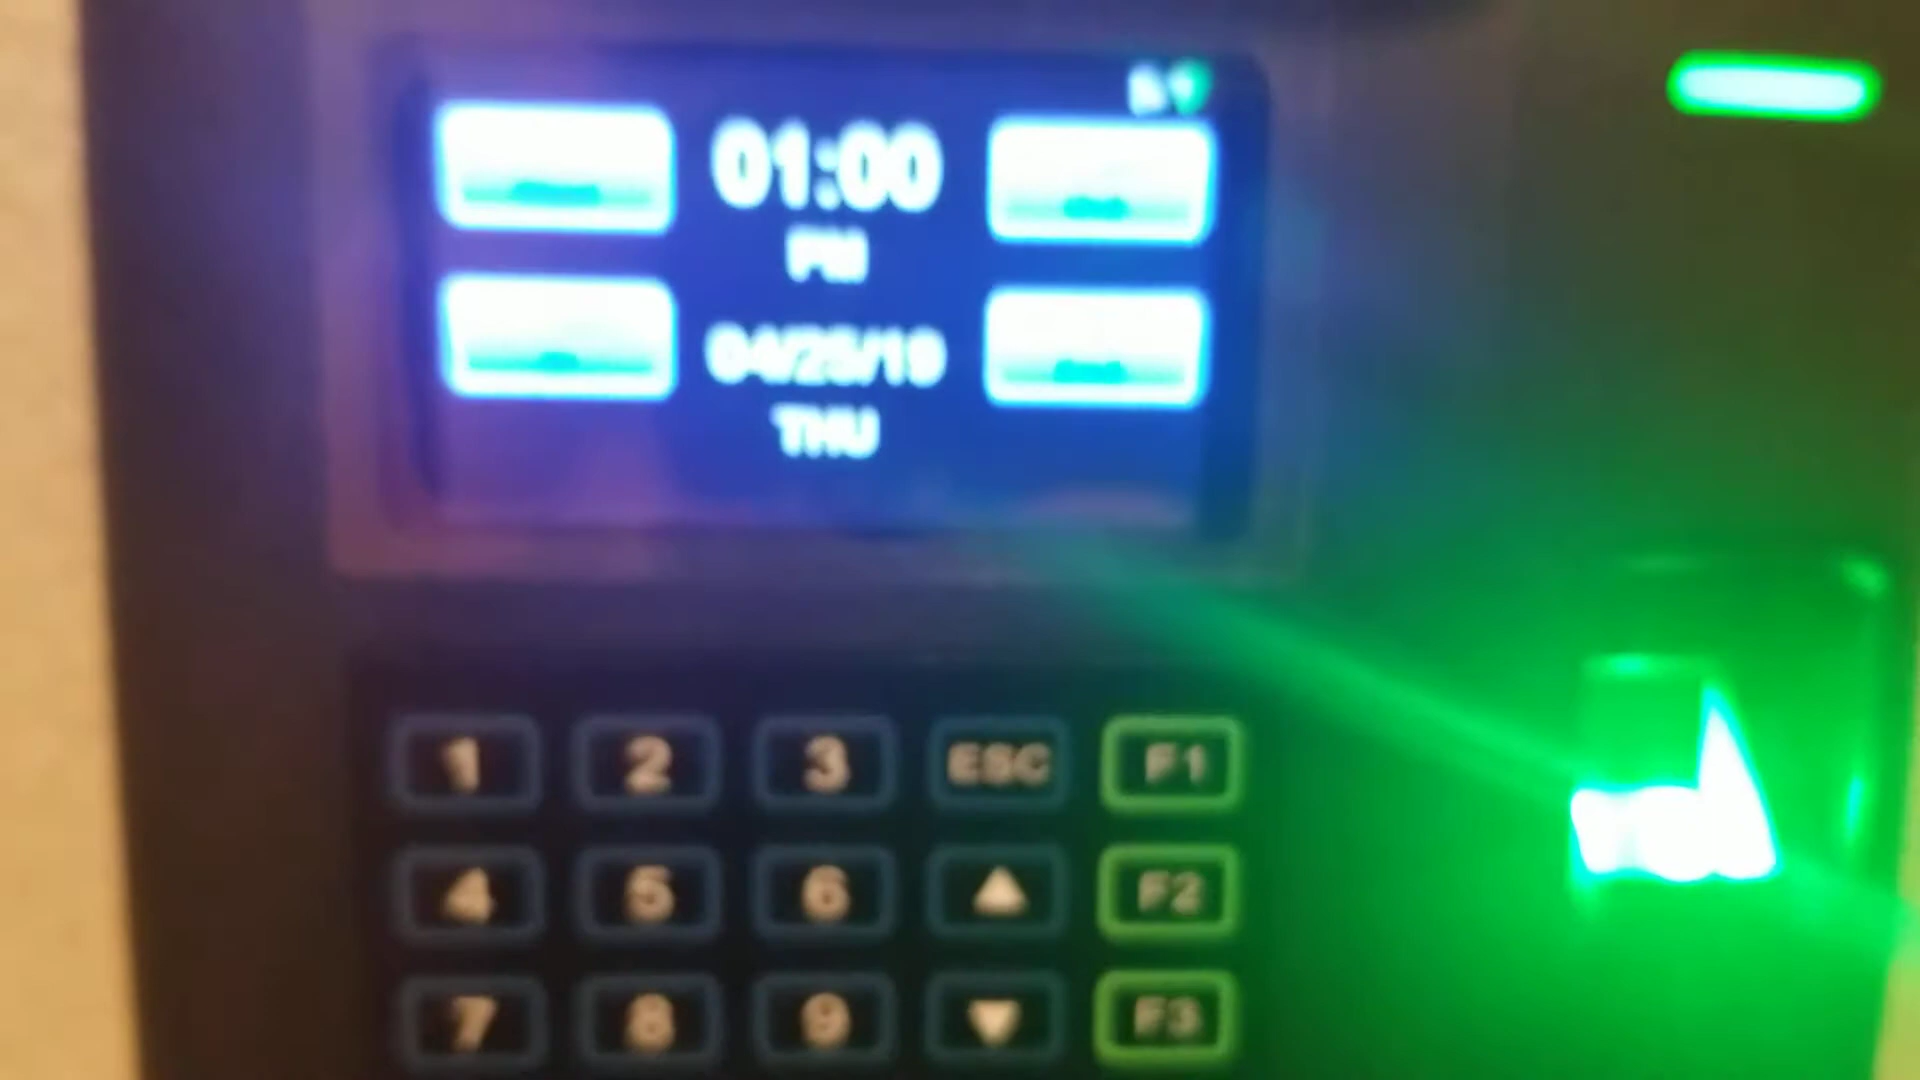 01:00
PM
04/25/19
THU
1 2 3 ESC F1
4 5 6 ▲ F2
7 8 9 ▼ F3